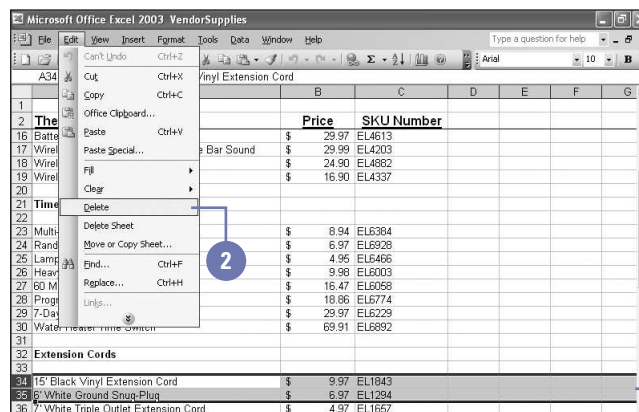 Microsoft Office Excel 2003 VendorSupplies
File Edit View Insert Format Tools Data Window Help Type a question for help
Can't Undo Ctrl+Z
Arial 10 B
A34 Vinyl Extension Cord
Cut Ctrl+X
Copy Ctrl+C
Office Clipboard...
Paste Ctrl+V
Paste Special...
Fill
Clear
Delete
Delete Sheet
Move or Copy Sheet...
Find... Ctrl+F
Replace... Ctrl+H
Links...
2
B C D E F G
1
2 The Price SKU Number
16 Batte $ 29.97 EL4613
17 Wirel e Bar Sound $ 29.99 EL4203
18 Wirel $ 24.90 EL4882
19 Wirel $ 16.90 EL4337
20
21 Time
22
23 Multi- $ 8.94 EL6384
24 Rand $ 6.97 EL6928
25 Lamp $ 4.95 EL6466
26 Heav $ 9.98 EL6003
27 60 M $ 16.47 EL6058
28 Progr $ 18.86 EL6774
29 7-Day $ 29.97 EL6229
30 Water Heater Time Switch $ 69.91 EL6892
31
32 Extension Cords
33
34 15' Black Vinyl Extension Cord $ 9.97 EL1843
35 6' White Ground Snug-Plug $ 6.97 EL1294
36 7' White Triple Outlet Extension Cord $ 4.97 EL1657